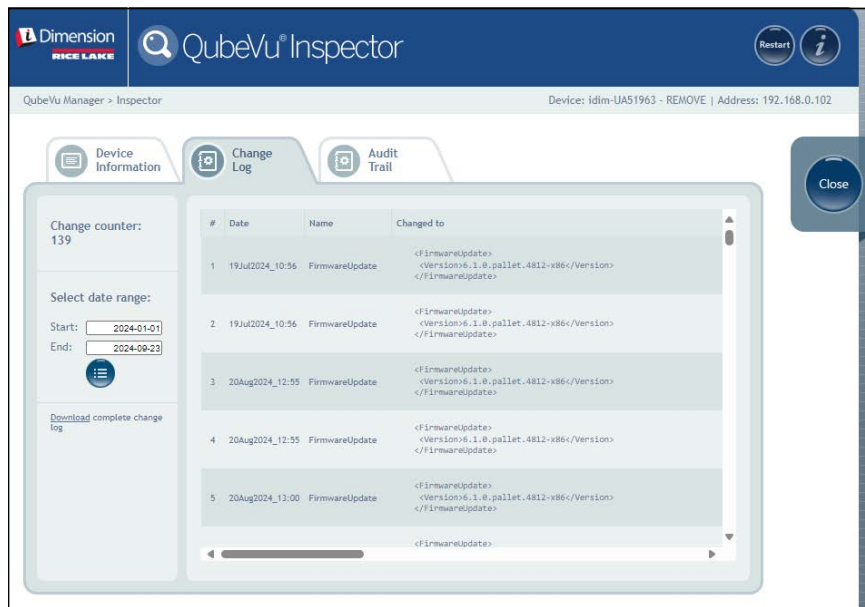 i Dimension
RICE LAKE
QubeVu® Inspector
Restart
i
QubeVu Manager > Inspector
Device: idim-UA51963 - REMOVE | Address: 192.168.0.102
Device
Information
Change
Log
Audit
Trail
Close
Change counter:
139
Select date range:
Start: 2024-01-01
End: 2024-09-23
Download complete change
log
# Date Name Changed to
<FirmwareUpdate>
1 19Jul2024_10:56 FirmwareUpdate <Version>6.1.0.pallet.4812-x86</Version>
</FirmwareUpdate>
<FirmwareUpdate>
2 19Jul2024_10:56 FirmwareUpdate <Version>6.1.0.pallet.4812-x86</Version>
</FirmwareUpdate>
<FirmwareUpdate>
3 20Aug2024_12:55 FirmwareUpdate <Version>6.1.0.pallet.4812-x86</Version>
</FirmwareUpdate>
<FirmwareUpdate>
4 20Aug2024_12:55 FirmwareUpdate <Version>6.1.0.pallet.4812-x86</Version>
</FirmwareUpdate>
<FirmwareUpdate>
5 20Aug2024_13:00 FirmwareUpdate <Version>6.1.0.pallet.4812-x86</Version>
</FirmwareUpdate>
<FirmwareUpdate>